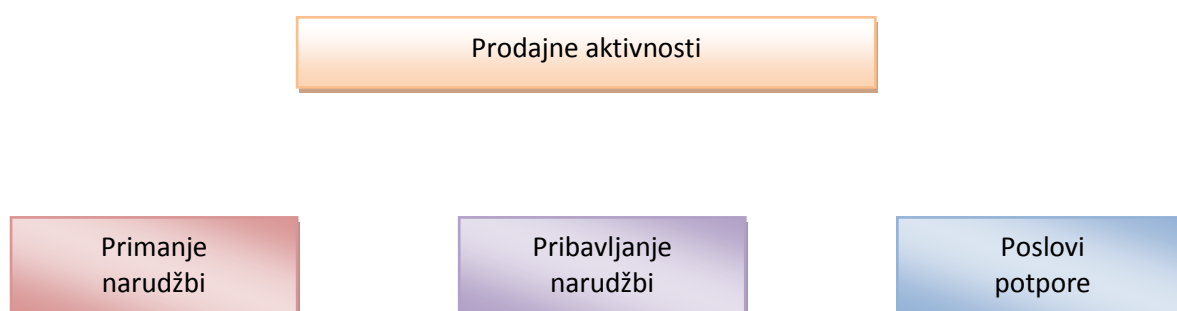 Prodajne aktivnosti
Primanje
narudžbi
Pribavljanje
narudžbi
Poslovi
potpore